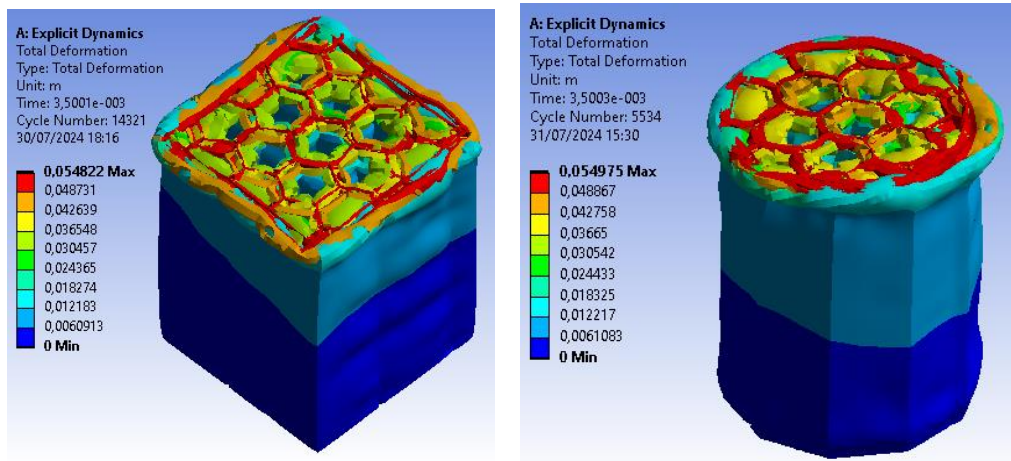 A: Explicit Dynamics
Total Deformation
Type: Total Deformation
Unit: m
Time: 3,5001e-003
Cycle Number: 14321
30/07/2024 18:16
0,054822 Max
0,048731
0,042639
0,036548
0,030457
0,024365
0,018274
0,012183
0,0060913
0 Min
A: Explicit Dynamics
Total Deformation
Type: Total Deformation
Unit: m
Time: 3,5003e-003
Cycle Number: 5534
31/07/2024 15:30
0,054975 Max
0,048867
0,042758
0,03665
0,030542
0,024433
0,018325
0,012217
0,0061083
0 Min